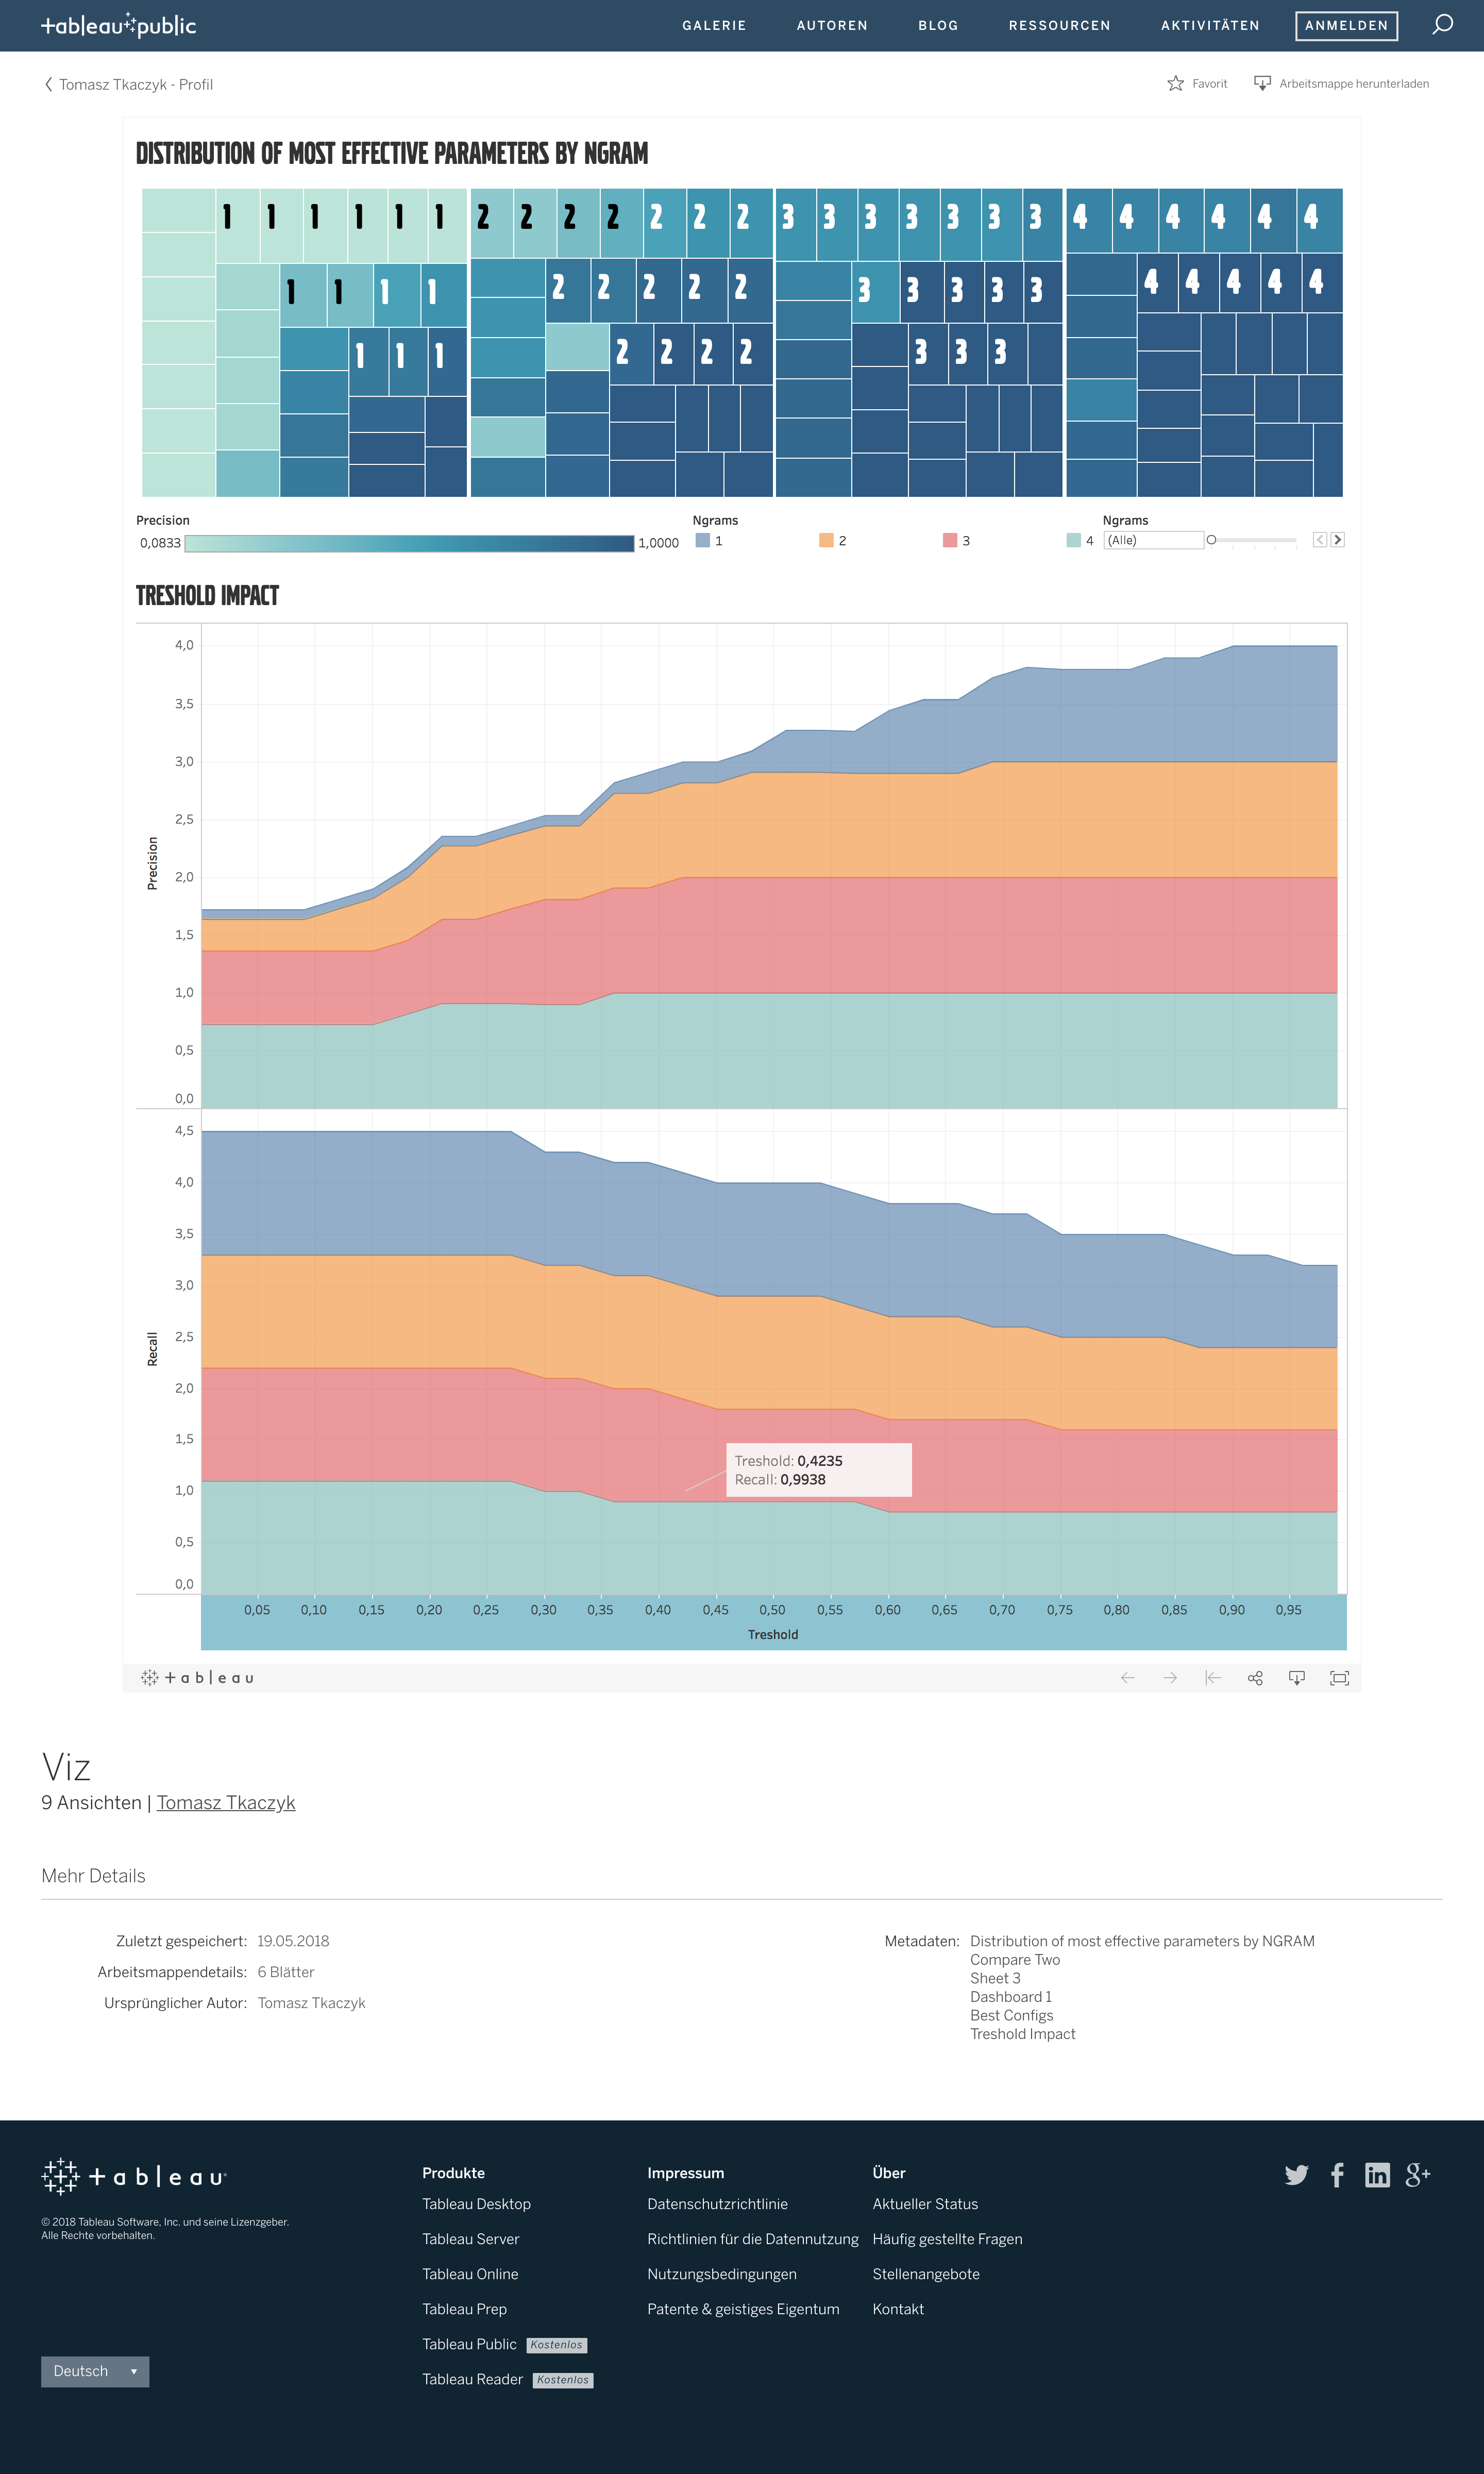 +ableau+public
GALERIE AUTOREN BLOG RESSOURCEN AKTIVITÄTEN ANMELDEN
Tomasz Tkaczyk - Profil
Favorit Arbeitsmappe herunterladen
DISTRIBUTION OF MOST EFFECTIVE PARAMETERS BY NGRAM
1 1 1 1 1 1 2 2 2 2 2 2 2 3 3 3 3 3 3 3 4 4 4 4 4 4
1 1 1 1 2 2 2 2 2 3 3 3 3 3 4 4 4 4 4
1 1 1 2 2 2 2 3 3 3
Precision Ngrams Ngrams
0,0833 1,0000 1 2 3 4 (Alle)
TRESHOLD IMPACT
4,0
3,5
3,0
2,5
2,0
1,5
1,0
0,5
0,0
Precision
4,5
4,0
3,5
3,0
2,5
2,0
1,5
1,0
0,5
0,0
Recall
Treshold: 0,4235
Recall: 0,9938
0,05 0,10 0,15 0,20 0,25 0,30 0,35 0,40 0,45 0,50 0,55 0,60 0,65 0,70 0,75 0,80 0,85 0,90 0,95
Treshold
+ableau
Viz
9 Ansichten | Tomasz Tkaczyk
Mehr Details
Zuletzt gespeichert: 19.05.2018
Arbeitsmappendetails: 6 Blätter
Ursprünglicher Autor: Tomasz Tkaczyk
Metadaten: Distribution of most effective parameters by NGRAM
Compare Two
Sheet 3
Dashboard 1
Best Configs
Treshold Impact
+ableau
© 2018 Tableau Software, Inc. und seine Lizenzgeber.
Alle Rechte vorbehalten.
Deutsch
Produkte
Tableau Desktop
Tableau Server
Tableau Online
Tableau Prep
Tableau Public Kostenlos
Tableau Reader Kostenlos
Impressum
Datenschutzrichtlinie
Richtlinien für die Datennutzung
Nutzungsbedingungen
Patente & geistiges Eigentum
Über
Aktueller Status
Häufig gestellte Fragen
Stellenangebote
Kontakt
f in g+